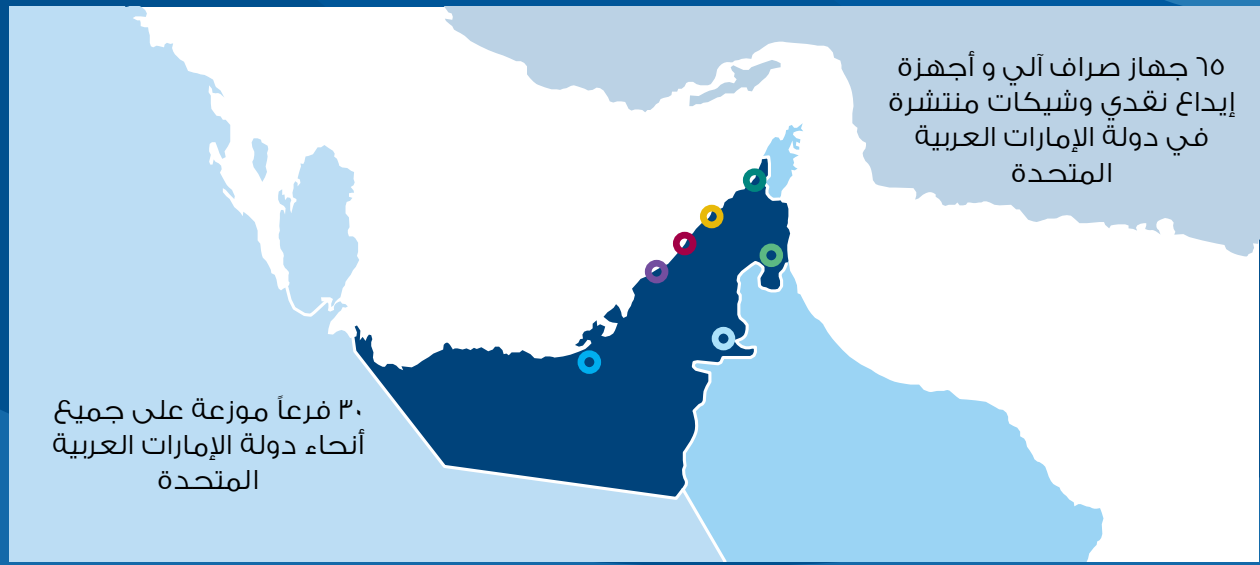 ٦٥ جهاز صراف آلي و أجهزة
إيداع نقدي وشيكات منتشرة
في دولة الإمارات العربية
المتحدة
٣٠ فرعاً موزعة على جميع
أنحاء دولة الإمارات العربية
المتحدة